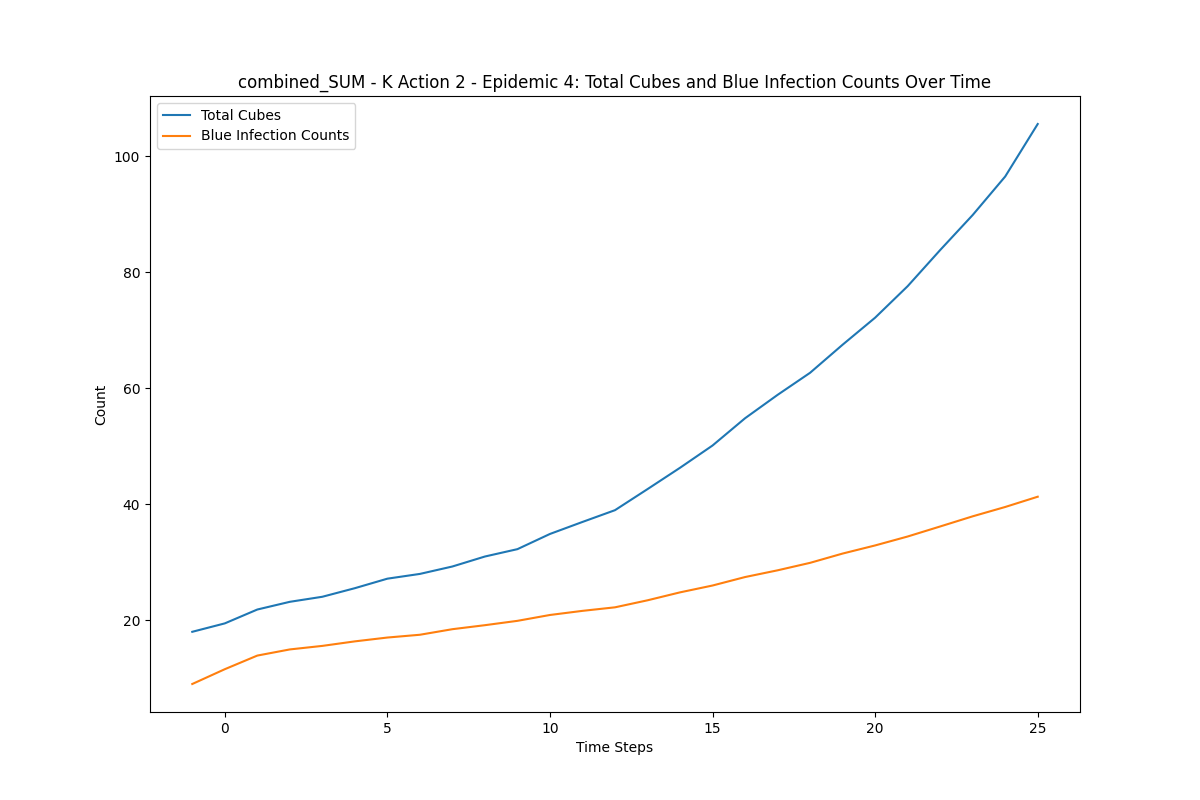 combined_SUM - K Action 2 - Epidemic 4: Total Cubes and Blue Infection Counts Over Time
Total Cubes
Blue Infection Counts
100
80
60
40
20
Count
0 5 10 15 20 25
Time Steps